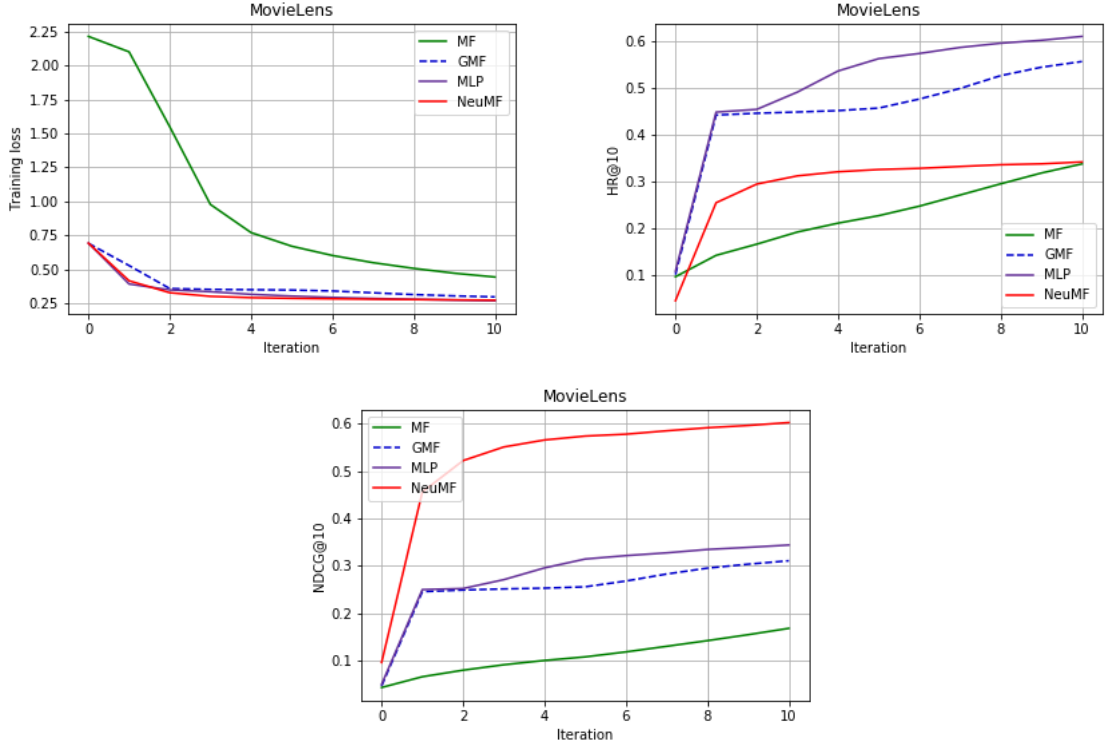 MovieLens
2.25
2.00
1.75
1.50
1.25
1.00
0.75
0.50
0.25
Training loss
MF
GMF
MLP
NeuMF
0 2 4 6 8 10
Iteration
MovieLens
0.6
0.5
0.4
0.3
0.2
0.1
HR@10
MF
GMF
MLP
NeuMF
0 2 4 6 8 10
Iteration
MovieLens
0.6
0.5
0.4
0.3
0.2
0.1
NDCG@10
MF
GMF
MLP
NeuMF
0 2 4 6 8 10
Iteration